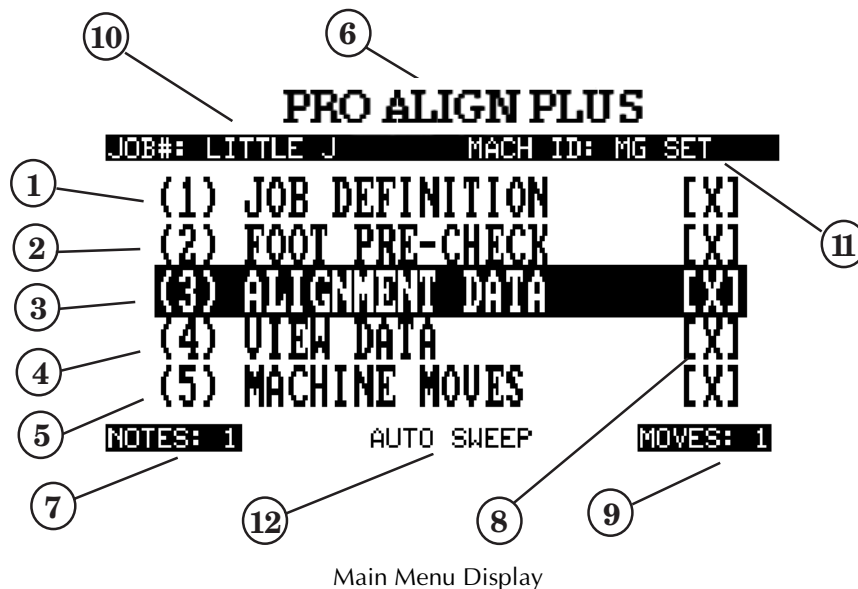 10 6
PRO ALIGN PLUS
JOB#: LITTLE J MACH ID: MG SET
1 (1) JOB DEFINITION [X]
2 (2) FOOT PRE-CHECK [X] 11
3 (3) ALIGNMENT DATA [X]
4 (4) VIEW DATA [X]
5 (5) MACHINE MOVES [X]
NOTES: 1 AUTO SWEEP MOVES: 1
7 12 8 9
Main Menu Display